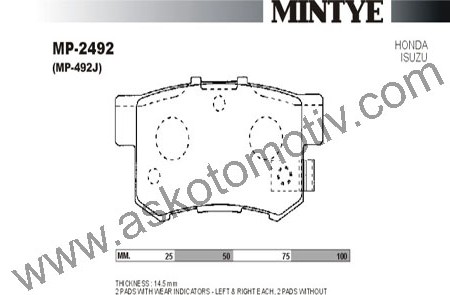 MINTYE
MP-2492
(MP-492J)
HONDA
ISUZU
www.askotomotiv.com
MM. 25 50 75 100
THICKNESS : 14.5 mm
2 PADS WITH WEAR INDICATORS - LEFT & RIGHT EACH, 2 PADS WITHOUT